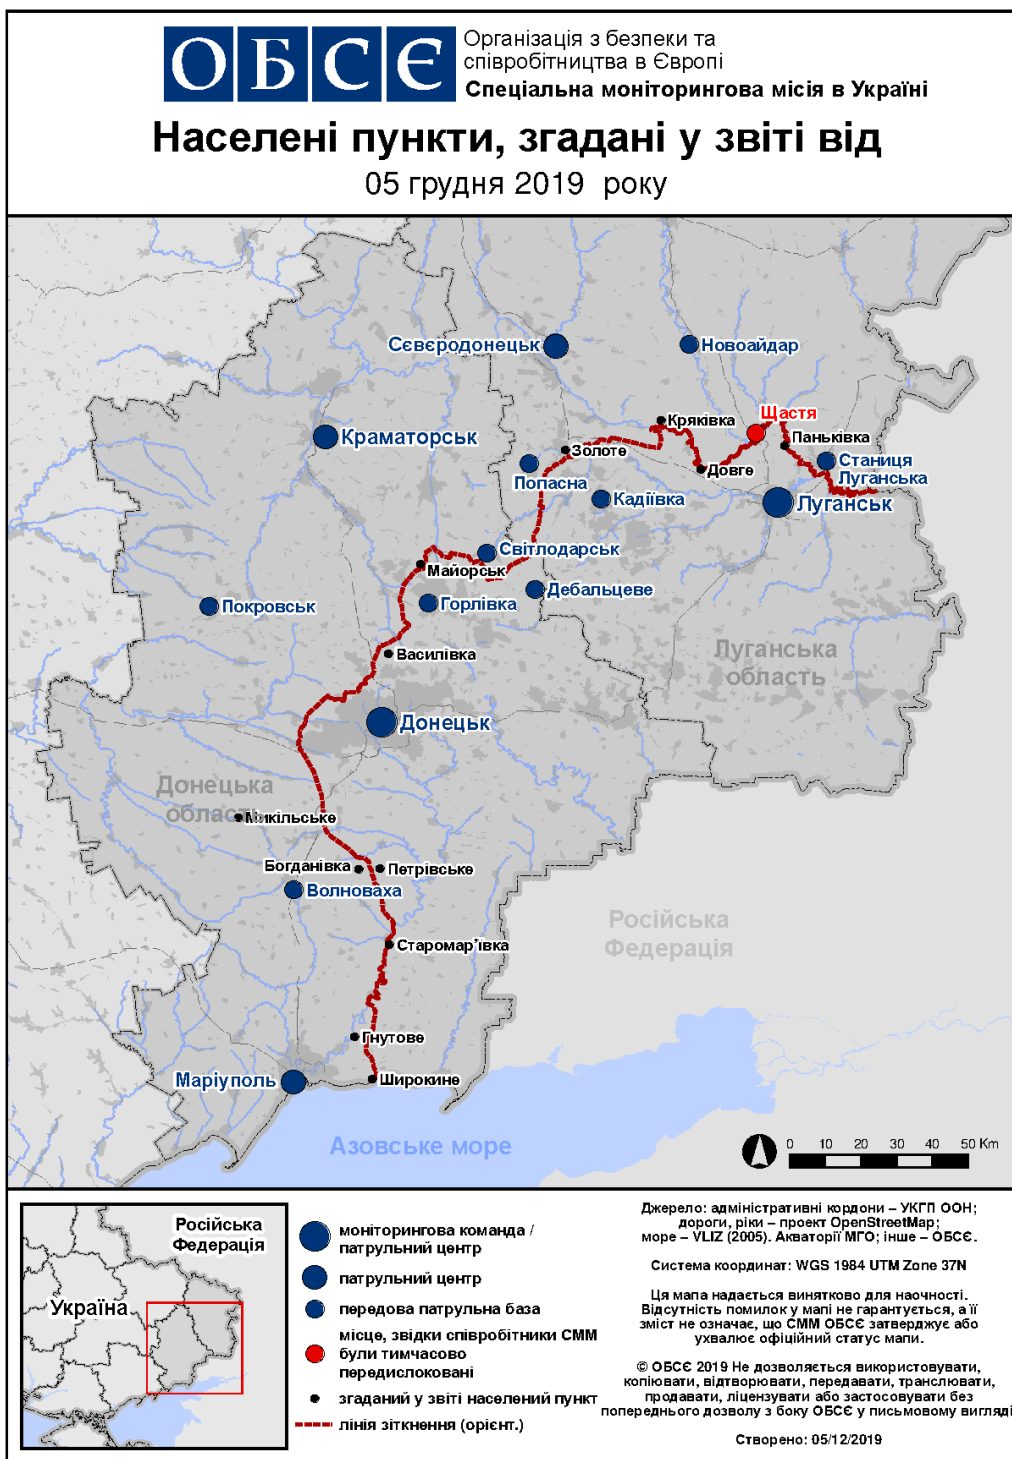 ОБСЄ
Організація з безпеки та
співробітництва в Європі
Спеціальна моніторингова місія в Україні
Населені пункти, згадані у звіті від
05 грудня 2019 року
Сєвєродонецьк
Новоайдар
Щастя
Кряківка
Краматорськ
Паньківка
Золоте
Станиця
Луганська
Довге
Попасна
Кадіївка
Луганськ
Світлодарськ
Майорськ
Дебальцеве
Покровськ
Горлівка
Василівка
Луганська
область
Донецьк
Донецька
область
Микільське
Богданівка
Петрівське
Волноваха
Російська
Федерація
Старомар'ївка
Гнутове
Маріуполь
Широкине
Азовське море
0 10 20 30 40 50 Km
Російська
Федерація
Україна
моніторингова команда /
патрульний центр
патрульний центр
передова патрульна база
місце, звідки співробітники СММ
були тимчасово
передислоковані
згаданий у звіті населений пункт
лінія зіткнення (орієнт.)
Джерело: адміністративні кордони – УКГП ООН;
дороги, ріки – проект OpenStreetMap;
море – VLIZ (2005). Акваторії МГО; інше – ОБСЄ.
Система координат: WGS 1984 UTM Zone 37N
Ця мапа надається винятково для наочності.
Відсутність помилок у мапі не гарантується, а її
зміст не означає, що СММ ОБСЄ затверджує або
ухвалює офіційний статус мапи.
© ОБСЄ 2019 Не дозволяється використовувати,
копіювати, відтворювати, передавати, транслювати,
продавати, ліцензувати або застосовувати без
попереднього дозволу з боку ОБСЄ у письмовому вигляді
Створено: 05/12/2019